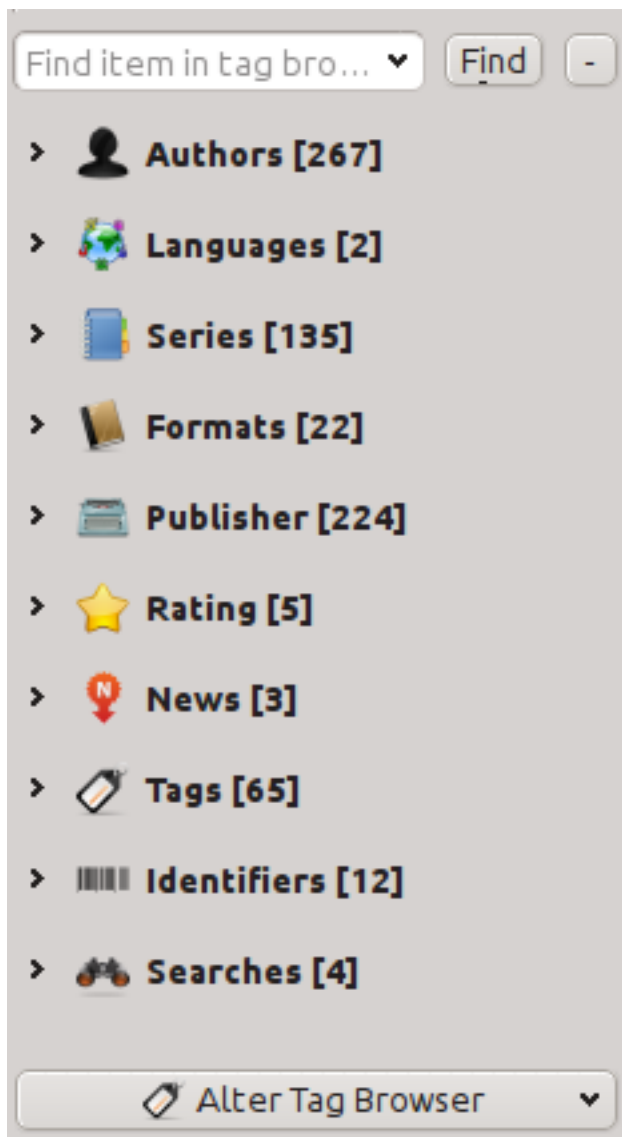 Find item in tag bro... Find -
Authors [267]
Languages [2]
Series [135]
Formats [22]
Publisher [224]
Rating [5]
N News [3]
Tags [65]
Identifiers [12]
Searches [4]
Alter Tag Browser